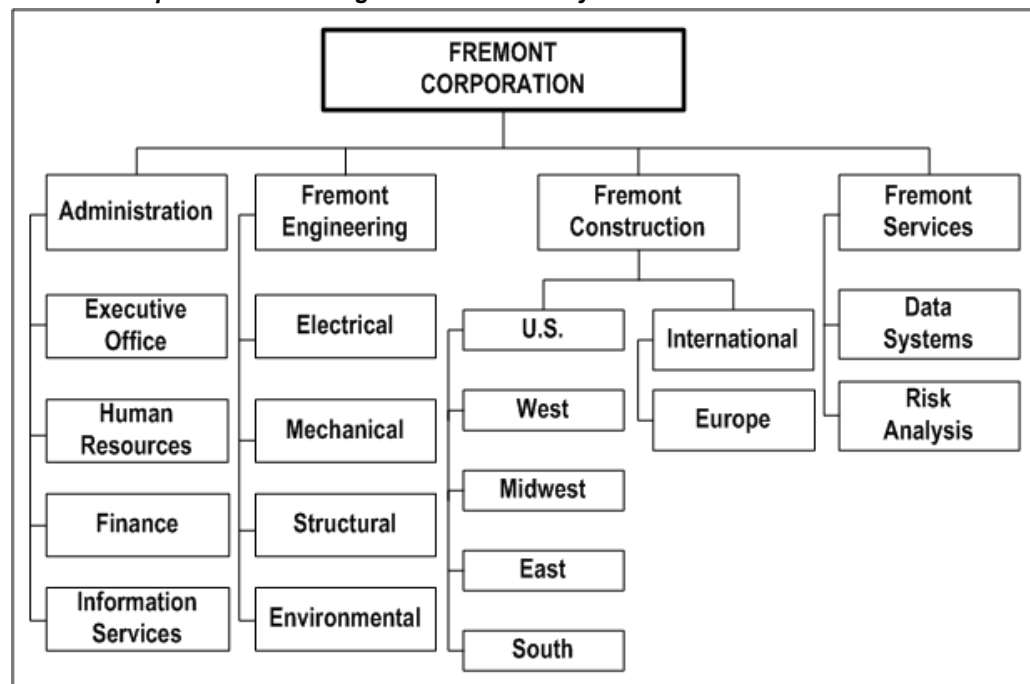 FREMONT
CORPORATION
Administration
Fremont
Engineering
Fremont
Construction
Fremont
Services
Executive
Office
Human
Resources
Finance
Information
Services
Electrical
Mechanical
Structural
Environmental
U.S.
West
Midwest
East
South
International
Europe
Data
Systems
Risk
Analysis